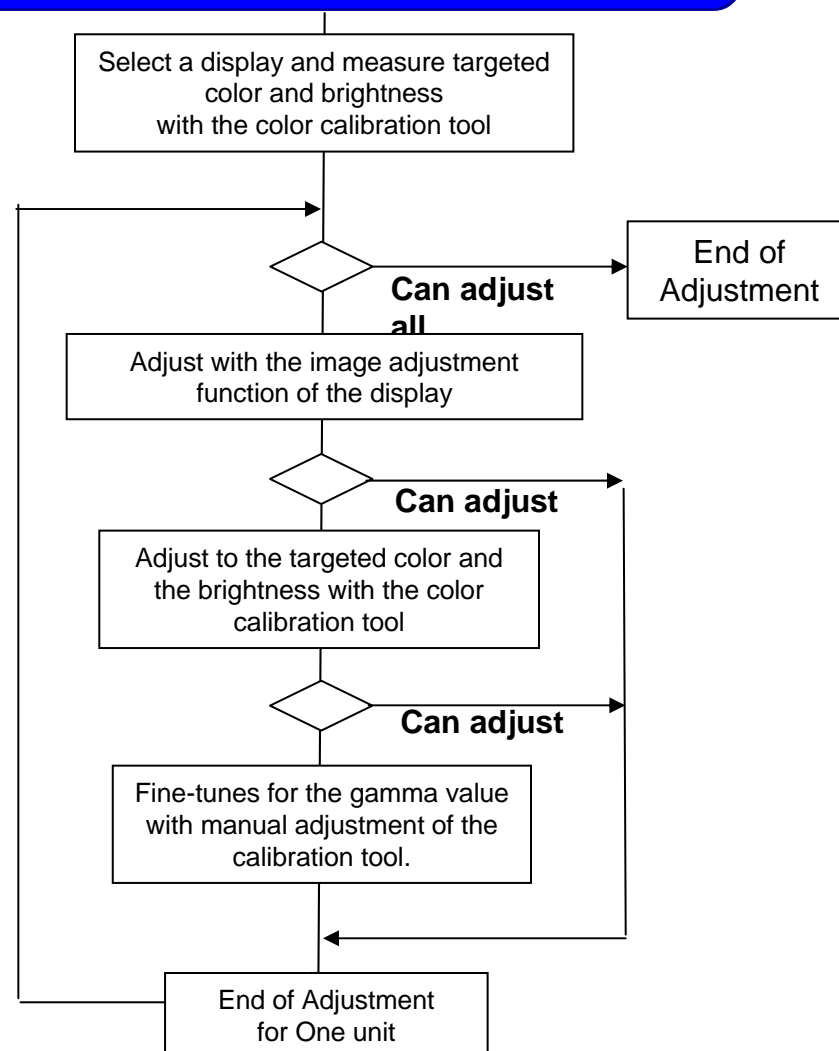 Select a display and measure targeted
color and brightness
with the color calibration tool
End of
Adjustment
Can adjust
all
Adjust with the image adjustment
function of the display
Can adjust
Adjust to the targeted color and
the brightness with the color
calibration tool
Can adjust
Fine-tunes for the gamma value
with manual adjustment of the
calibration tool.
End of Adjustment
for One unit